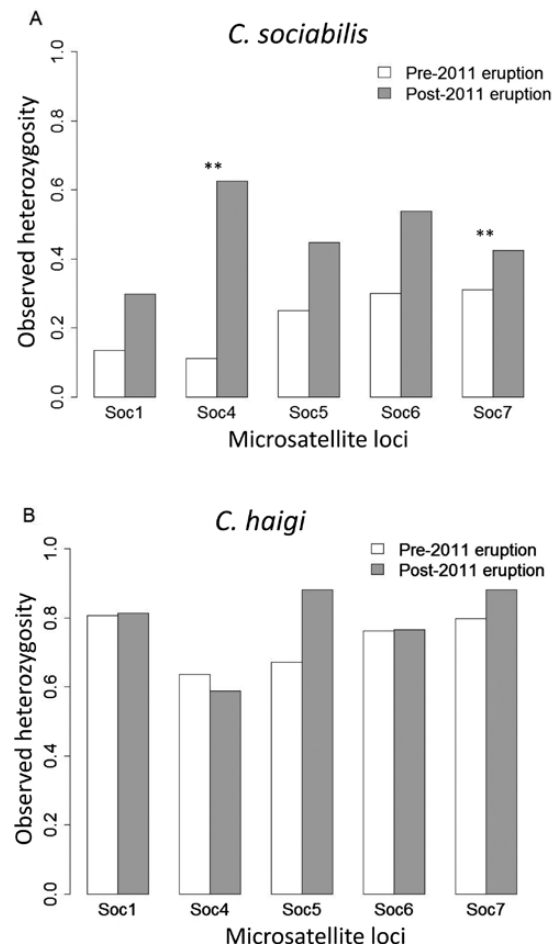 A
C. sociabilis
Pre-2011 eruption
Post-2011 eruption
Observed heterozygosity
1.0
0.8
0.6
0.4
0.2
0.0
**
**
Soc1 Soc4 Soc5 Soc6 Soc7
Microsatellite loci
B
C. haigi
Pre-2011 eruption
Post-2011 eruption
Observed heterozygosity
1.0
0.8
0.6
0.4
0.2
0.0
Soc1 Soc4 Soc5 Soc6 Soc7
Microsatellite loci